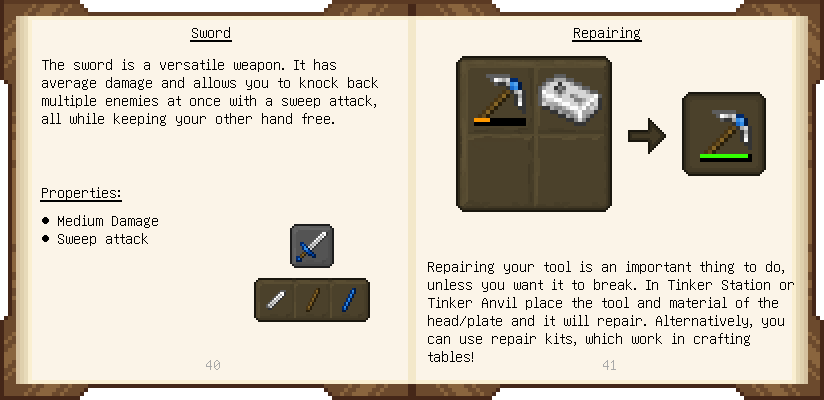 Sword
The sword is a versatile weapon. It has
average damage and allows you to knock back
multiple enemies at once with a sweep attack,
all while keeping your other hand free.
Properties:
● Medium Damage
● Sweep attack
40
Repairing
Repairing your tool is an important thing to do,
unless you want it to break. In Tinker Station or
Tinker Anvil place the tool and material of the
head/plate and it will repair. Alternatively, you
can use repair kits, which work in crafting
tables!
41